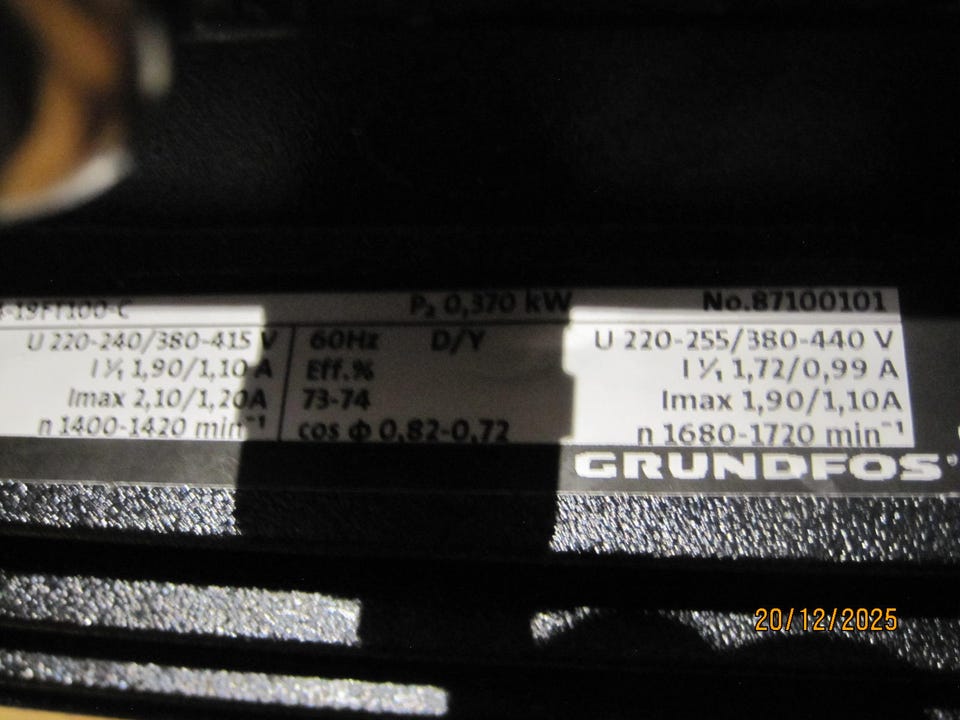 -19FT100-C P₂ 0,370 kW No.87100101
U 220-240/380-415 V 60Hz D/Y U 220-255/380-440 V
I ¹/₁ 1,90/1,10 A Eff.% I ¹/₁ 1,72/0,99 A
Imax 2,10/1,20A 73-74 Imax 1,90/1,10A
n 1400-1420 min⁻¹ cos φ 0,82-0,72 n 1680-1720 min⁻¹
GRUNDFOS
20/12/2025